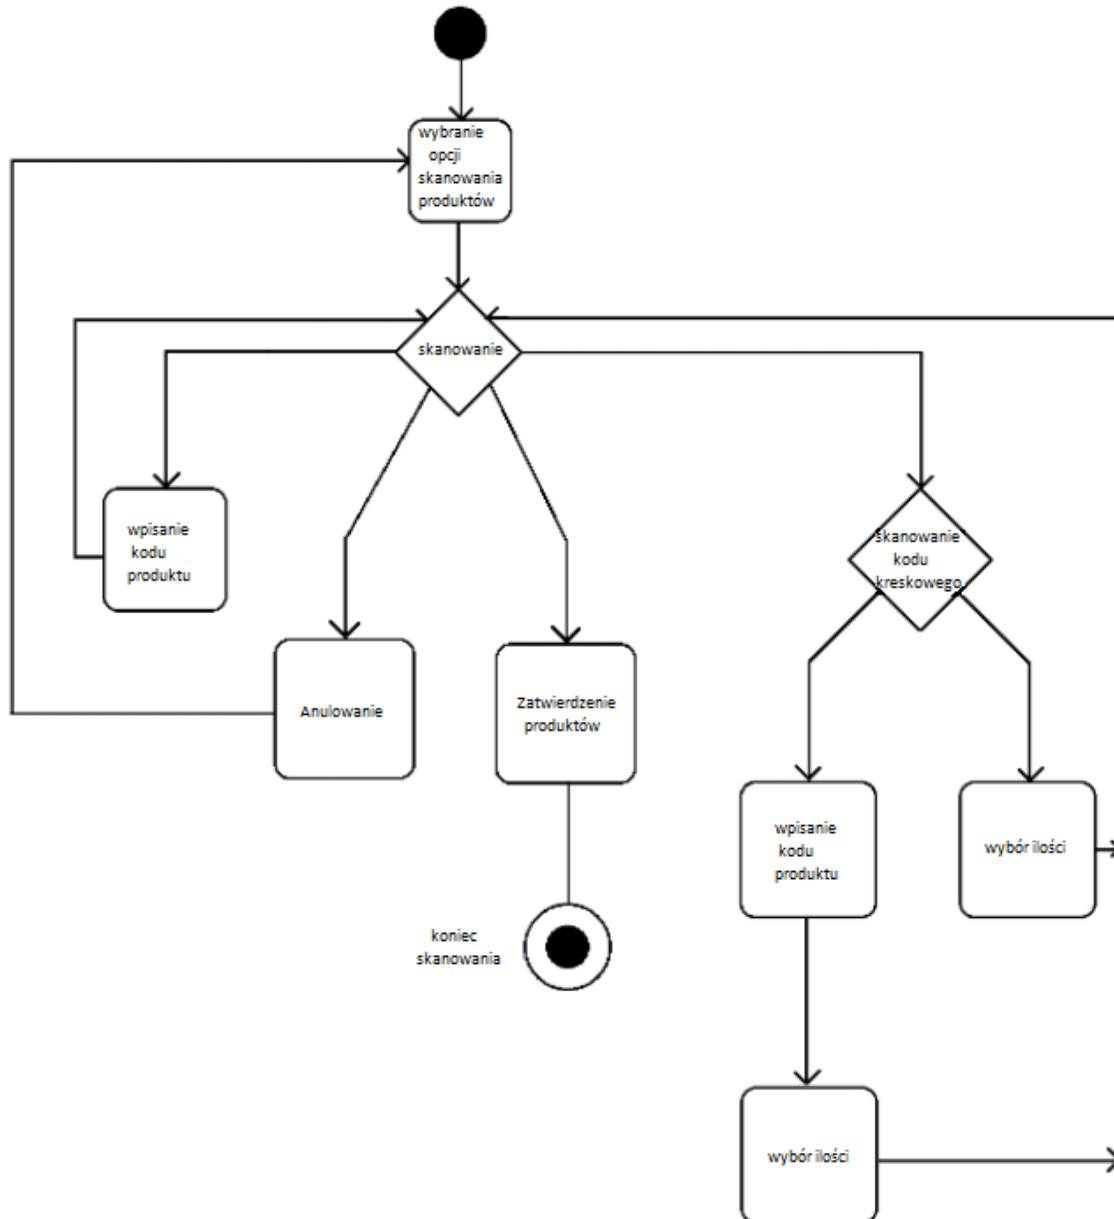 wybranie
opcji
skanowania
produktów
skanowanie
wpisanie
kodu
produktu
skanowanie
kodu
kreskowego
Anulowanie
Zatwierdzenie
produktów
wpisanie
kodu
produktu
wybór ilości
koniec
skanowania
wybór ilości